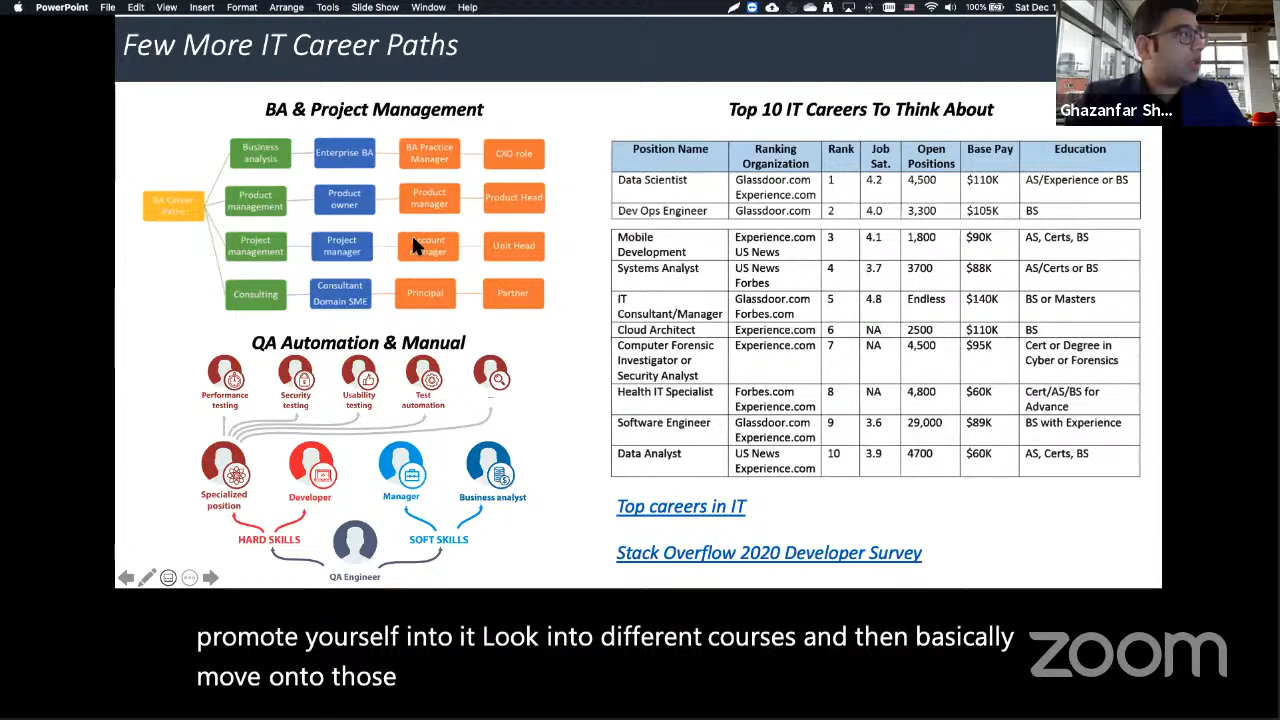 PowerPoint File Edit View Insert Format Arrange Tools Slide Show Window Help 100% Sat Dec 1
Few More IT Career Paths
Ghazanfar Sh...
BA & Project Management
BA Career
Paths
Business
analysis
Enterprise BA
BA Practice
Manager
CXO role
Product
management
Product
owner
Product
manager
Product Head
Project
management
Project
manager
manager
Unit Head
Consulting
Consultant
Domain SME
Principal
Partner
QA Automation & Manual
Performance
testing
Security
testing
Usability
testing
Test
automation
...
Specialized
position
Developer
Manager
Business analyst
HARD SKILLS
SOFT SKILLS
QA Engineer
Top 10 IT Careers To Think About
Position Name Ranking Organization Rank Job Sat. Open Positions Base Pay Education
Data Scientist Glassdoor.com Experience.com 1 4.2 4,500 $110K AS/Experience or BS
Dev Ops Engineer Glassdoor.com 2 4.0 3,300 $105K BS
Mobile Development Experience.com US News 3 4.1 1,800 $90K AS, Certs, BS
Systems Analyst US News Forbes 4 3.7 3700 $88K AS/Certs or BS
IT Consultant/Manager Glassdoor.com Forbes.com 5 4.8 Endless $140K BS or Masters
Cloud Architect Experience.com 6 NA 2500 $110K BS
Computer Forensic Investigator or Security Analyst Experience.com 7 NA 4,500 $95K Cert or Degree in Cyber or Forensics
Health IT Specialist Forbes.com Experience.com 8 NA 4,800 $60K Cert/AS/BS for Advance
Software Engineer Glassdoor.com Experience.com 9 3.6 29,000 $89K BS with Experience
Data Analyst US News Experience.com 10 3.9 4700 $60K AS, Certs, BS
Top careers in IT
Stack Overflow 2020 Developer Survey
promote yourself into it Look into different courses and then basically
move onto those
zoom